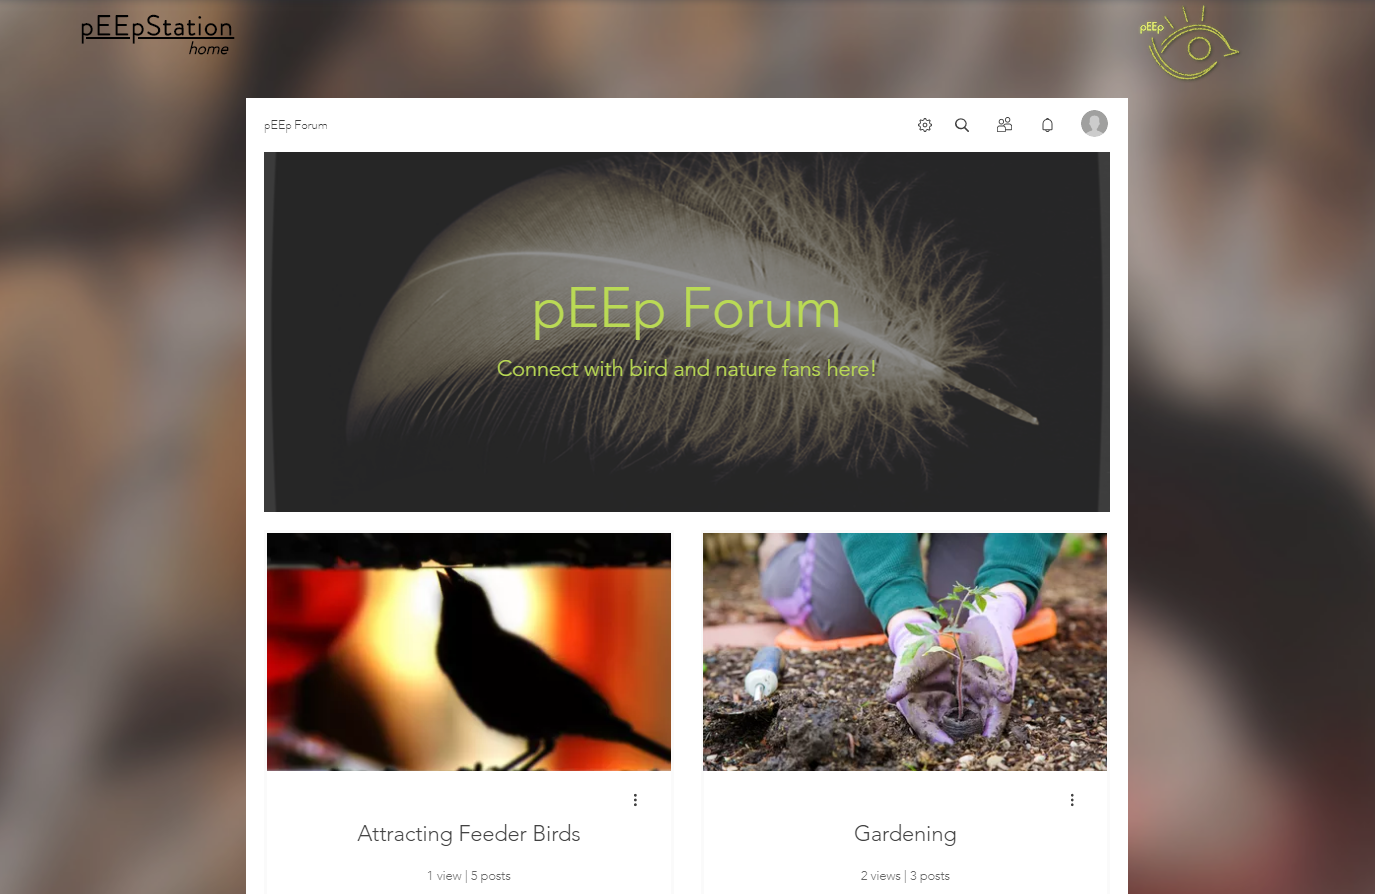 pEEpStation
home
pEEp
pEEp Forum
pEEp Forum
Connect with bird and nature fans here!
Attracting Feeder Birds
1 view | 5 posts
Gardening
2 views | 3 posts